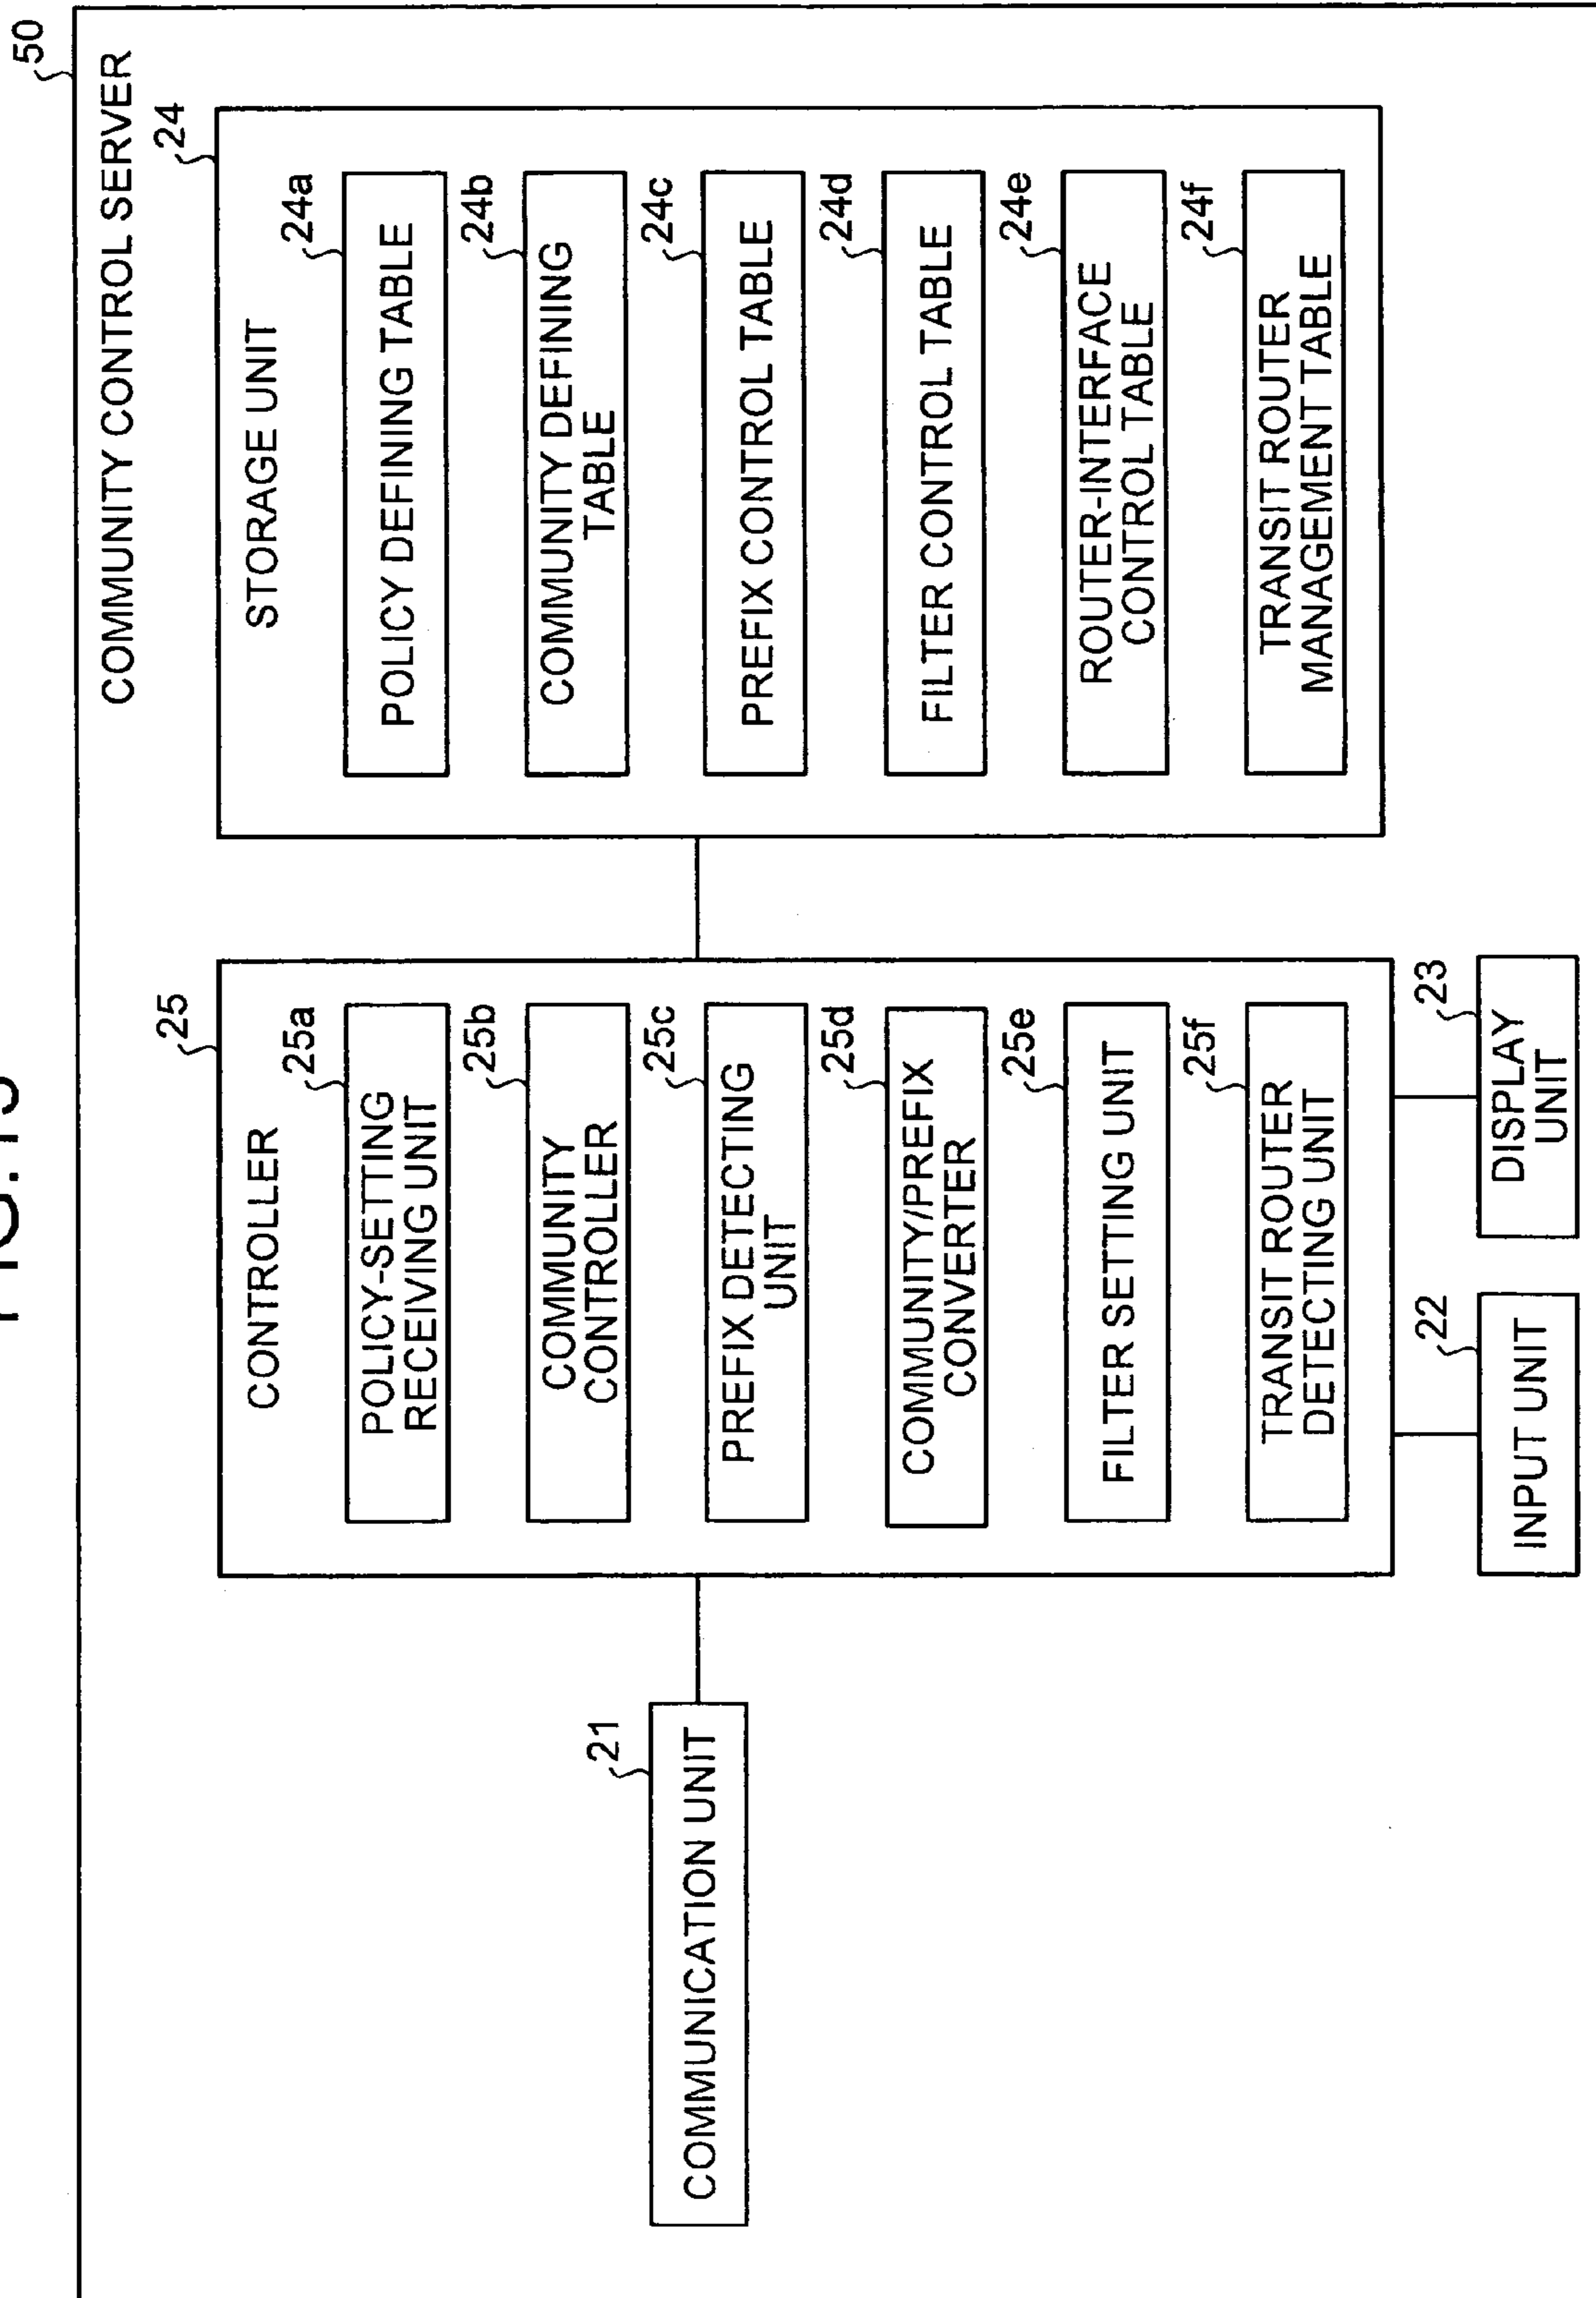 50
COMMUNITY CONTROL SERVER
21
COMMUNICATION UNIT
25
CONTROLLER
25a
POLICY-SETTING
RECEIVING UNIT
25b
COMMUNITY
CONTROLLER
25c
PREFIX DETECTING
UNIT
25d
COMMUNITY/PREFIX
CONVERTER
25e
FILTER SETTING UNIT
25f
TRANSIT ROUTER
DETECTING UNIT
24
STORAGE UNIT
24a
POLICY DEFINING TABLE
24b
COMMUNITY DEFINING
TABLE
24c
PREFIX CONTROL TABLE
24d
FILTER CONTROL TABLE
24e
ROUTER-INTERFACE
CONTROL TABLE
24f
TRANSIT ROUTER
MANAGEMENT TABLE
22
INPUT UNIT
23
DISPLAY
UNIT